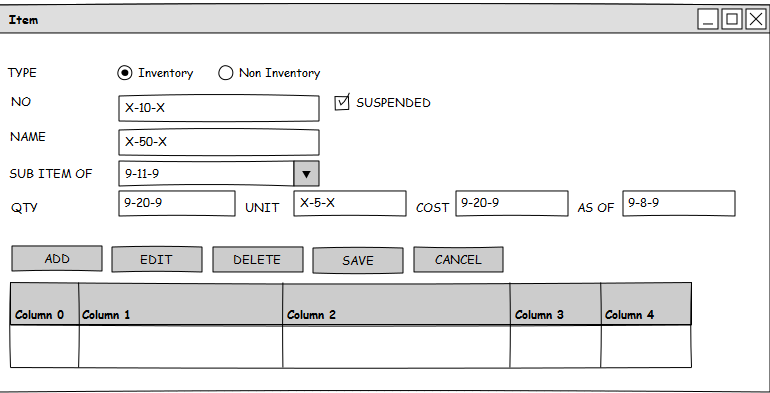 Item
TYPE Inventory Non Inventory
NO X-10-X SUSPENDED
NAME X-50-X
SUB ITEM OF 9-11-9
QTY 9-20-9 UNIT X-5-X COST 9-20-9 AS OF 9-8-9
ADD EDIT DELETE SAVE CANCEL
Column 0 Column 1 Column 2 Column 3 Column 4